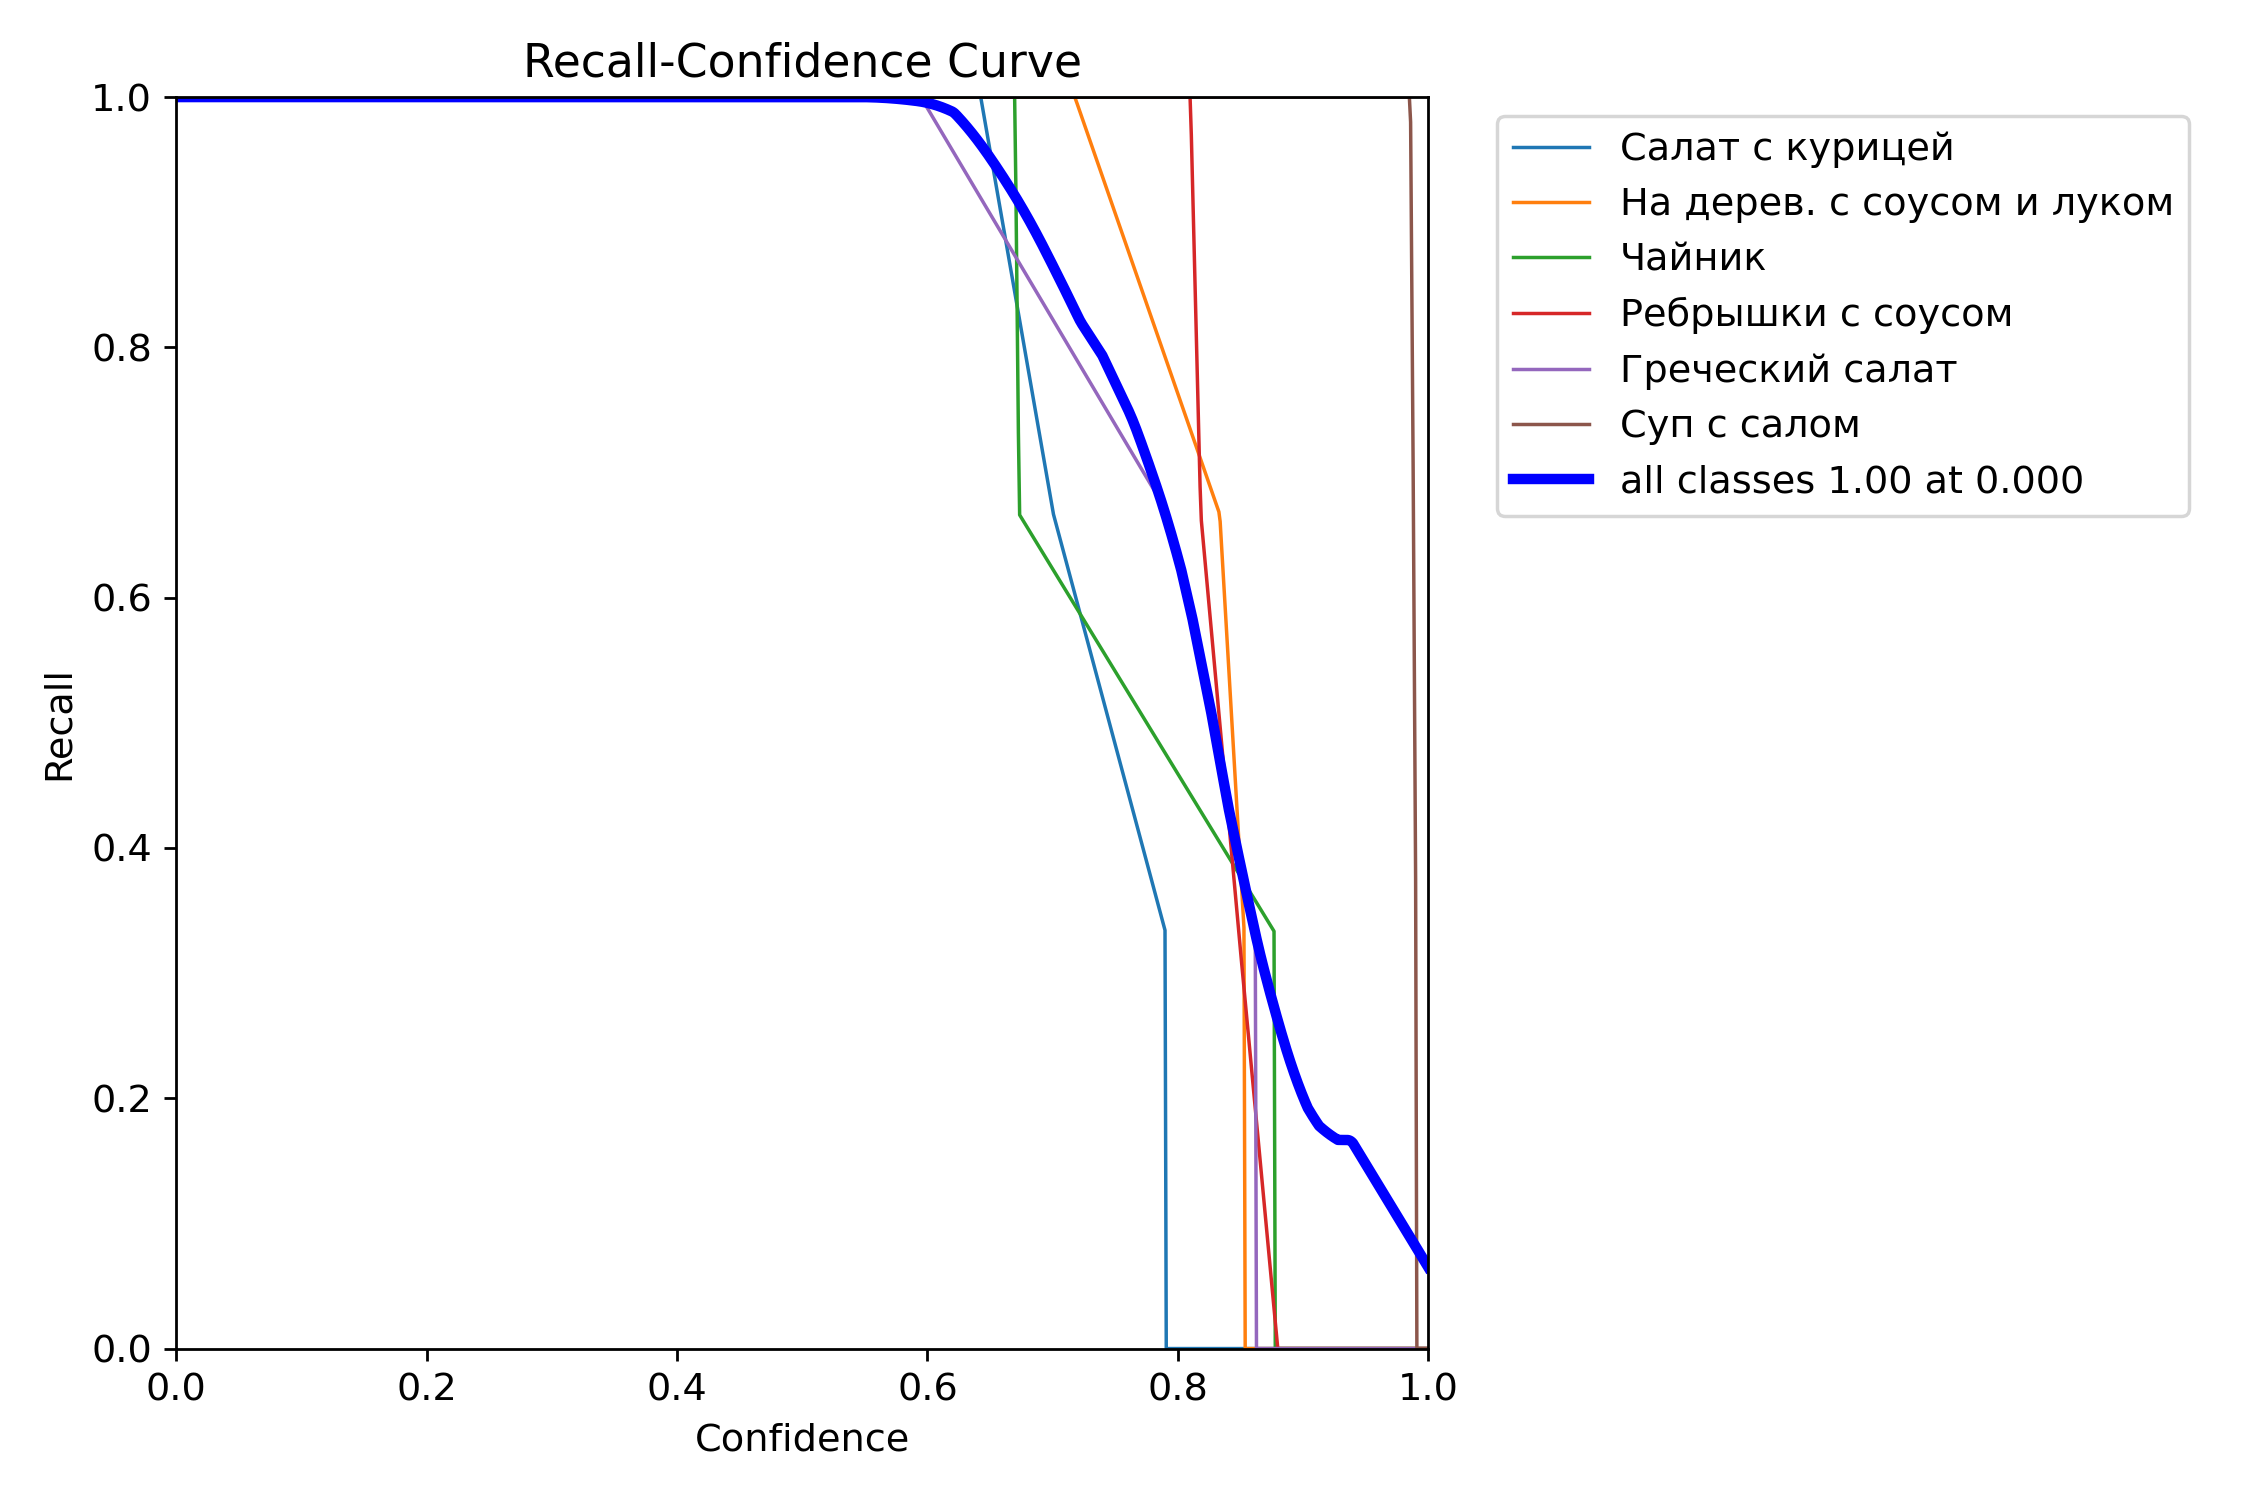 Recall-Confidence Curve
1.0
0.8
0.6
0.4
0.2
0.0
Recall
0.0 0.2 0.4 0.6 0.8 1.0
Confidence
Салат с курицей
На дерев. с соусом и луком
Чайник
Ребрышки с соусом
Греческий салат
Суп с салом
all classes 1.00 at 0.000